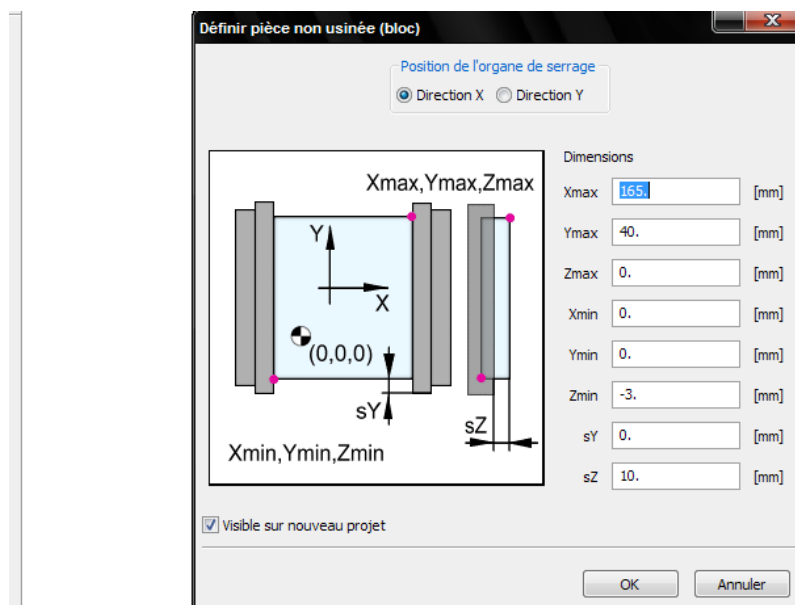 Définir pièce non usinée (bloc)
Position de l'organe de serrage
Direction X Direction Y
Dimensions
Xmax,Ymax,Zmax
Y
X
(0,0,0)
sY
sZ
Xmin,Ymin,Zmin
Xmax 165. [mm]
Ymax 40. [mm]
Zmax 0. [mm]
Xmin 0. [mm]
Ymin 0. [mm]
Zmin -3. [mm]
sY 0. [mm]
sZ 10. [mm]
Visible sur nouveau projet
OK Annuler